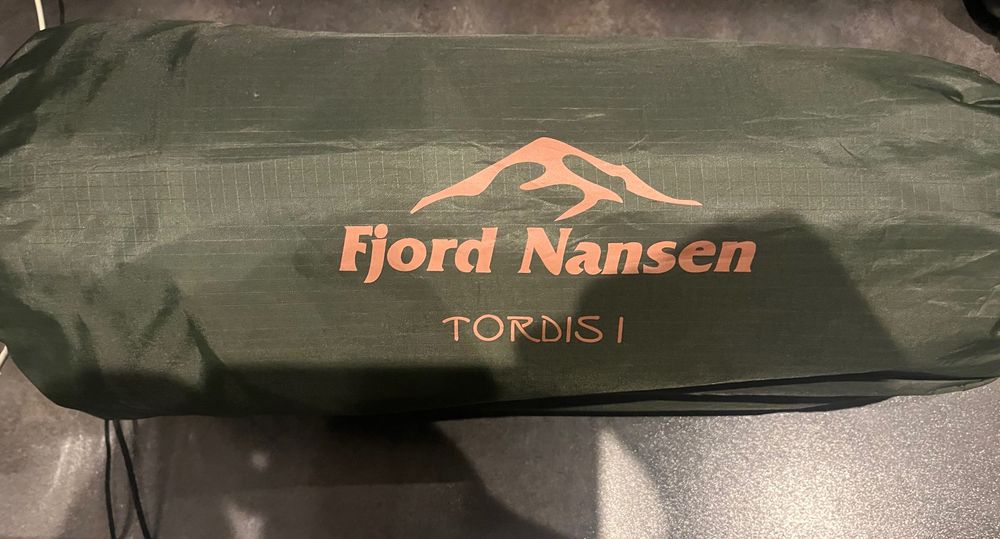 Fjord Nansen
TORDIS I